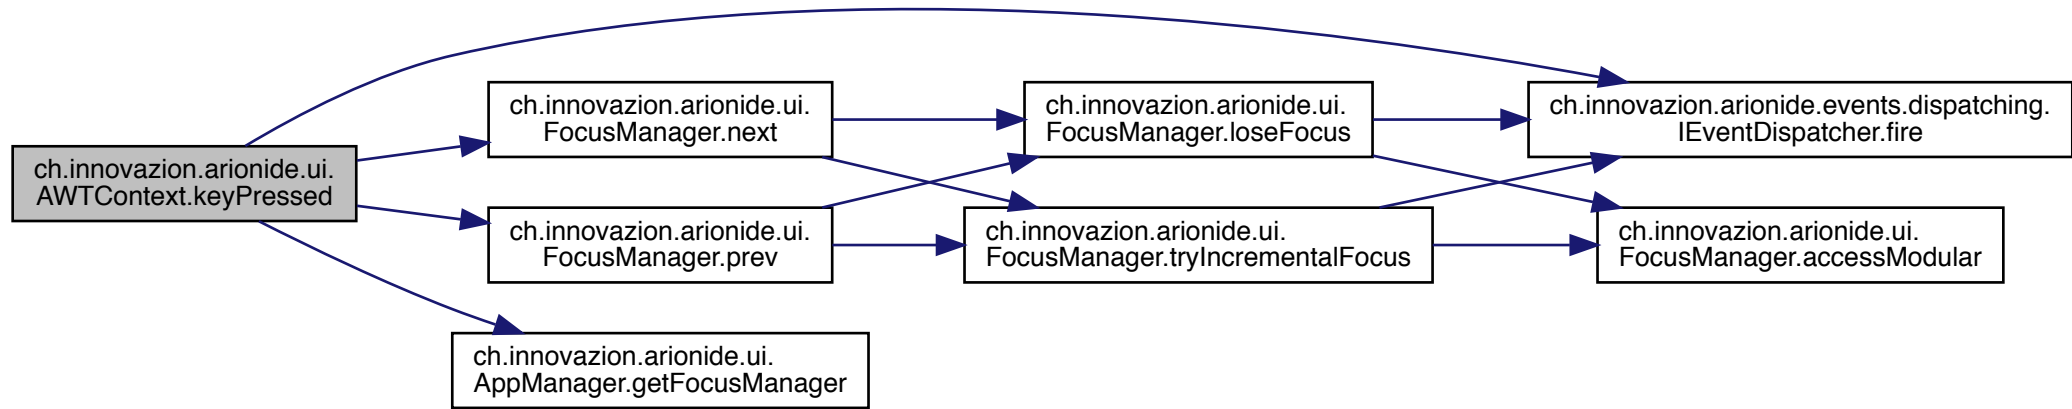 ch.innovazion.arionide.ui.
AWTContext.keyPressed
ch.innovazion.arionide.ui.
FocusManager.next
ch.innovazion.arionide.ui.
FocusManager.prev
ch.innovazion.arionide.ui.
AppManager.getFocusManager
ch.innovazion.arionide.ui.
FocusManager.loseFocus
ch.innovazion.arionide.ui.
FocusManager.tryIncrementalFocus
ch.innovazion.arionide.events.dispatching.
IEventDispatcher.fire
ch.innovazion.arionide.ui.
FocusManager.accessModular